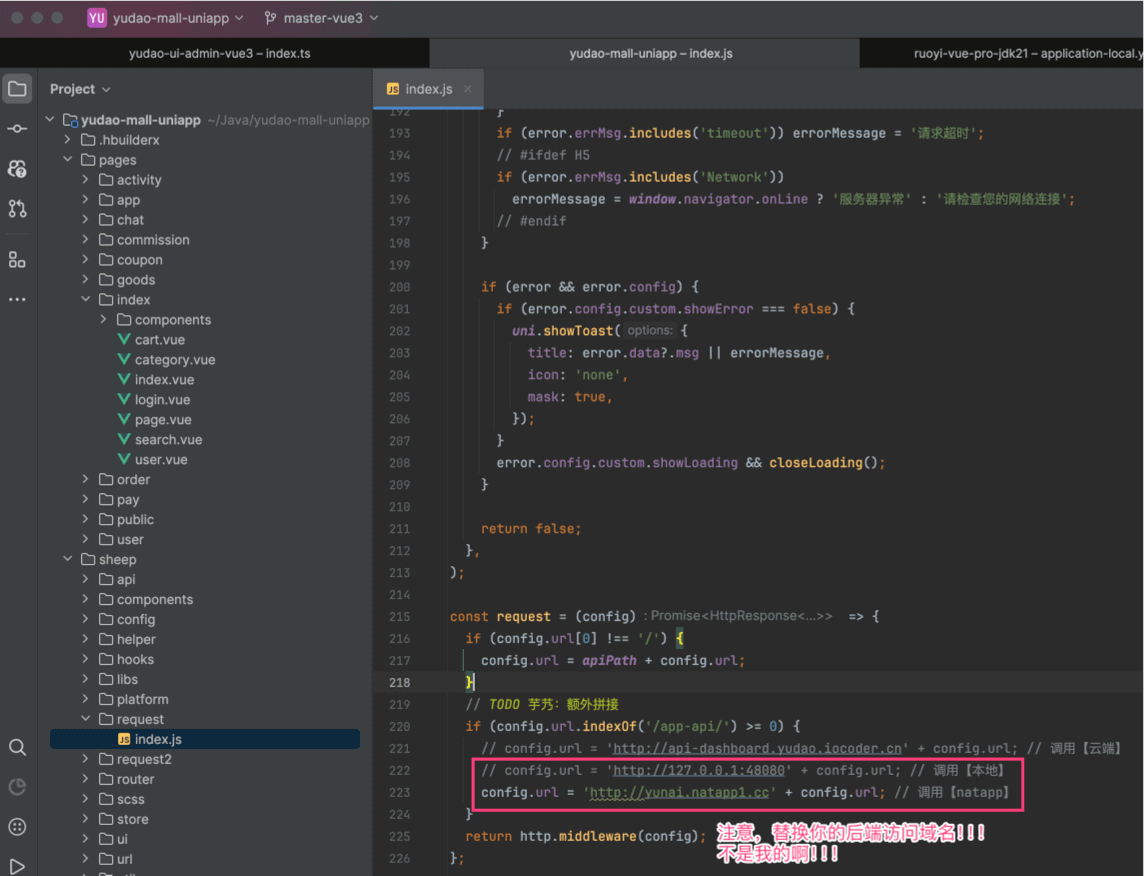 YU yudao-mall-uniapp master-vue3
yudao-ui-admin-vue3 – index.ts
yudao-mall-uniapp – index.js
ruoyi-vue-pro-jdk21 – application-local.y
Project
yudao-mall-uniapp ~/Java/yudao-mall-uniapp
.hbuilderx
pages
activity
app
chat
commission
coupon
goods
index
components
cart.vue
category.vue
index.vue
login.vue
page.vue
search.vue
user.vue
order
pay
public
user
sheep
api
components
config
helper
hooks
libs
platform
request
JS index.js
request2
router
scss
store
ui
url
JS index.js
192 }
193 if (error.errMsg.includes('timeout')) errorMessage = '请求超时';
194 // #ifdef H5
195 if (error.errMsg.includes('Network'))
196 errorMessage = window.navigator.onLine ? '服务器异常' : '请检查您的网络连接';
197 // #endif
198 }
199
200 if (error && error.config) {
201 if (error.config.custom.showError === false) {
202 uni.showToast( options: {
203 title: error.data?.msg || errorMessage,
204 icon: 'none',
205 mask: true,
206 });
207 }
208 error.config.custom.showLoading && closeLoading();
209 }
210
211 return false;
212 },
213 );
214
215 const request = (config) : Promise<HttpResponse<...>> => {
216 if (config.url[0] !== '/') {
217 config.url = apiPath + config.url;
218 }
219 // TODO 芋艿：额外拼接
220 if (config.url.indexOf('/app-api/') >= 0) {
221 // config.url = 'http://api-dashboard.yudao.iocoder.cn' + config.url; // 调用【云端】
222 // config.url = 'http://127.0.0.1:48080' + config.url; // 调用【本地】
223 config.url = 'http://yunai.natapp1.cc' + config.url; // 调用【natapp】
224 }
225 return http.middleware(config);
226 };
注意，替换你的后端访问域名!!!
不是我的啊!!!